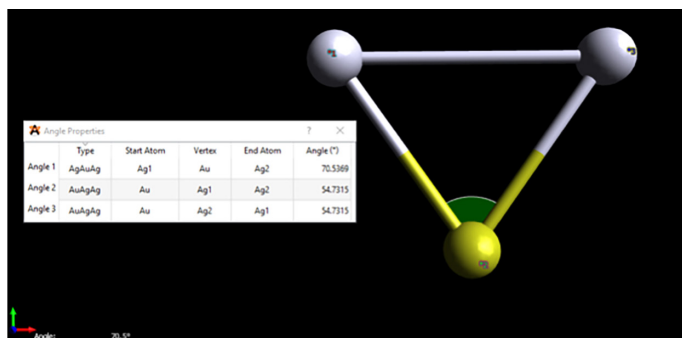 Angle Properties ? ×
Type Start Atom Vertex End Atom Angle (°)
Angle 1 AgAuAg Ag1 Au Ag2 70.5369
Angle 2 AuAgAg Au Ag1 Ag2 54.7315
Angle 3 AuAgAg Au Ag2 Ag1 54.7315
Angle: 70.5°